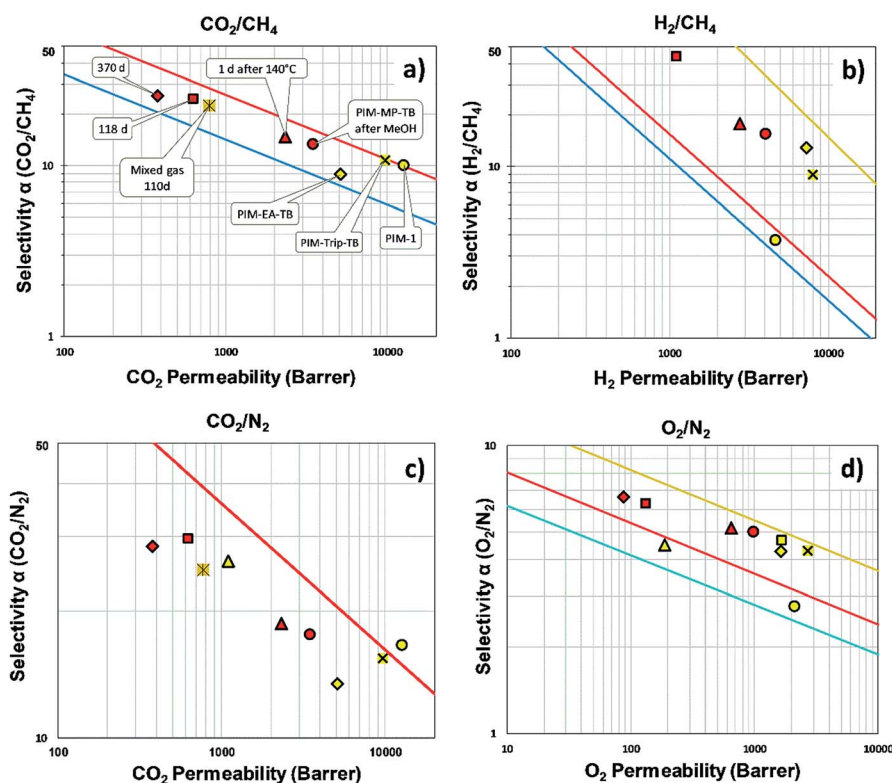 CO₂/CH₄
a)
50
10
1
100
1000
10000
Selectivity α (CO₂/CH₄)
CO₂ Permeability (Barrer)
370 d
118 d
Mixed gas
110d
1 d after 140°C
PIM-MP-TB
after MeOH
PIM-EA-TB
PIM-Trip-TB
PIM-1
H₂/CH₄
b)
50
10
1
100
1000
10000
Selectivity α (H₂/CH₄)
H₂ Permeability (Barrer)
CO₂/N₂
c)
50
10
100
1000
10000
Selectivity α (CO₂/N₂)
CO₂ Permeability (Barrer)
O₂/N₂
d)
10
1
10
100
1000
10000
Selectivity α (O₂/N₂)
O₂ Permeability (Barrer)